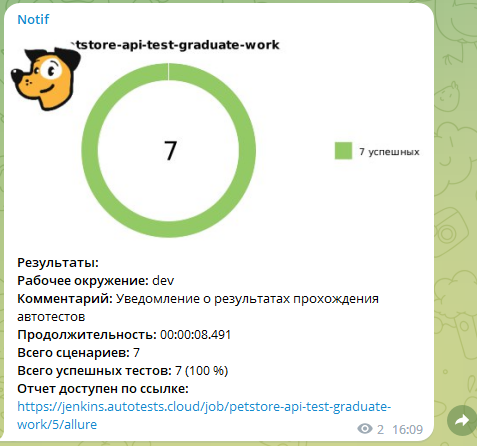 Notif
tstore-api-test-graduate-work
7
7 успешных
Результаты:
Рабочее окружение: dev
Комментарий: Уведомление о результатах прохождения
автотестов
Продолжительность: 00:00:08.491
Всего сценариев: 7
Всего успешных тестов: 7 (100 %)
Отчет доступен по ссылке:
https://jenkins.autotests.cloud/job/petstore-api-test-graduate-
work/5/allure
2 16:09